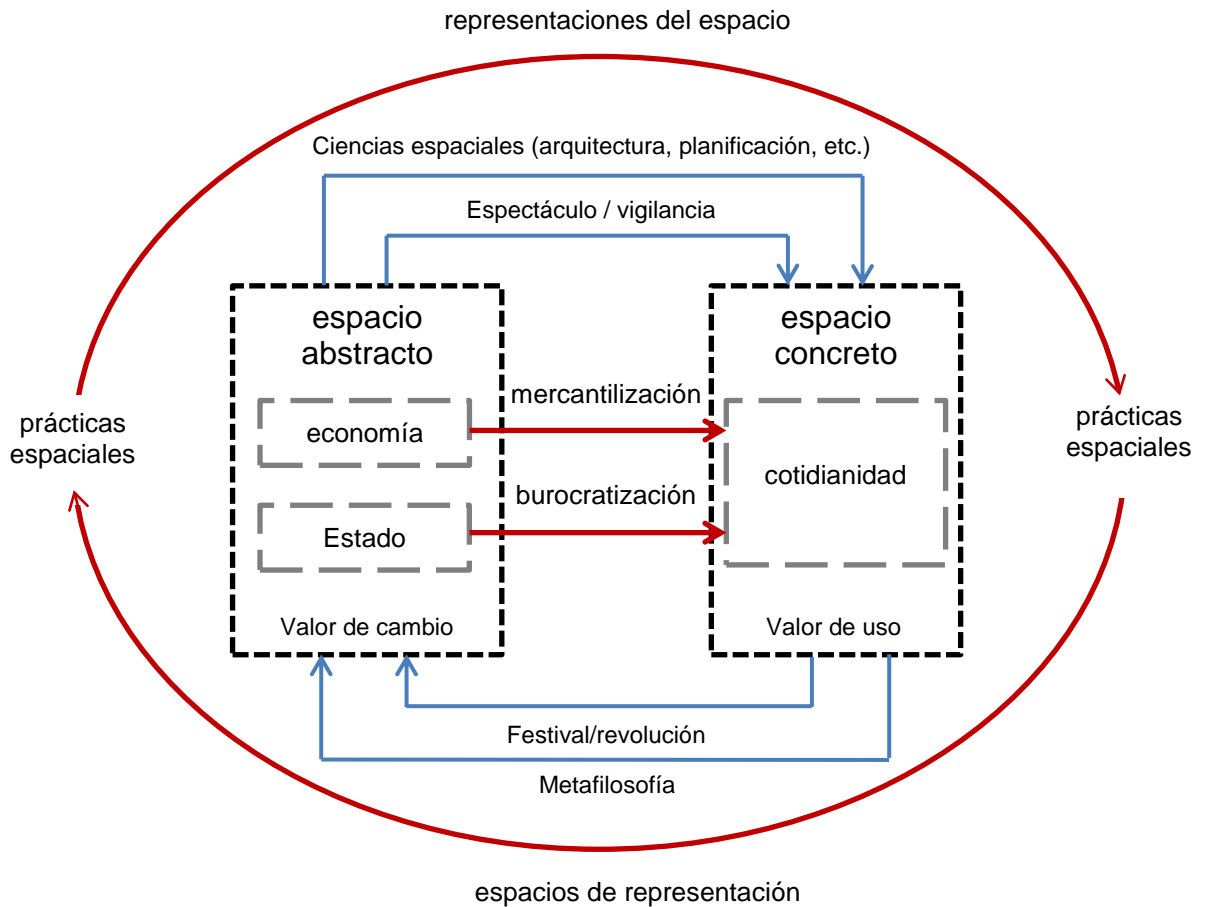 representaciones del espacio
Ciencias espaciales (arquitectura, planificación, etc.)
Espectáculo / vigilancia
espacio
abstracto
espacio
concreto
mercantilización
prácticas
espaciales
economía
cotidianidad
prácticas
espaciales
burocratización
Estado
Valor de cambio
Valor de uso
Festival/revolución
Metafilosofía
espacios de representación